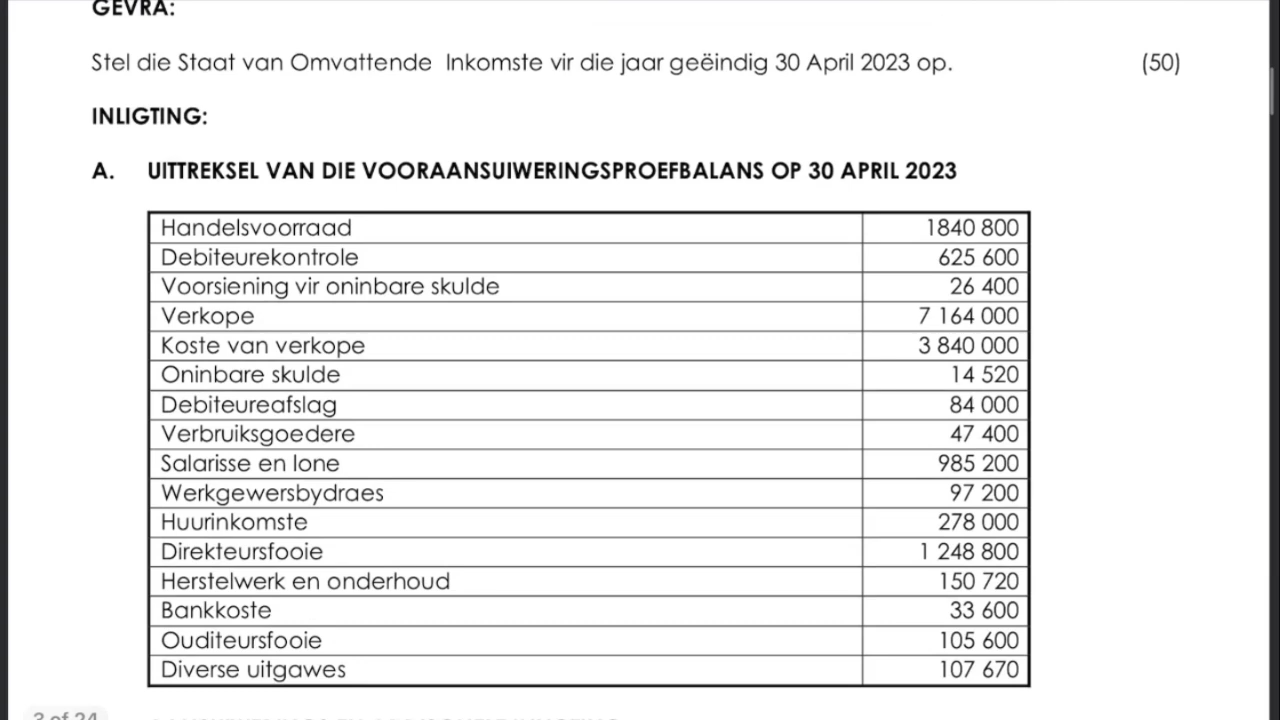 GEVRA:
Stel die Staat van Omvattende Inkomste vir die jaar geëindig 30 April 2023 op. (50)
INLIGTING:
A. UITTREKSEL VAN DIE VOORAANSUIWERINGSPROEFBALANS OP 30 APRIL 2023
Handelsvoorraad 1840 800
Debiteurekontrole 625 600
Voorsiening vir oninbare skulde 26 400
Verkope 7 164 000
Koste van verkope 3 840 000
Oninbare skulde 14 520
Debiteureafslag 84 000
Verbruiksgoedere 47 400
Salarisse en lone 985 200
Werkgewersbydraes 97 200
Huurinkomste 278 000
Direkteursfooie 1 248 800
Herstelwerk en onderhoud 150 720
Bankkoste 33 600
Ouditeursfooie 105 600
Diverse uitgawes 107 670
3 of 24